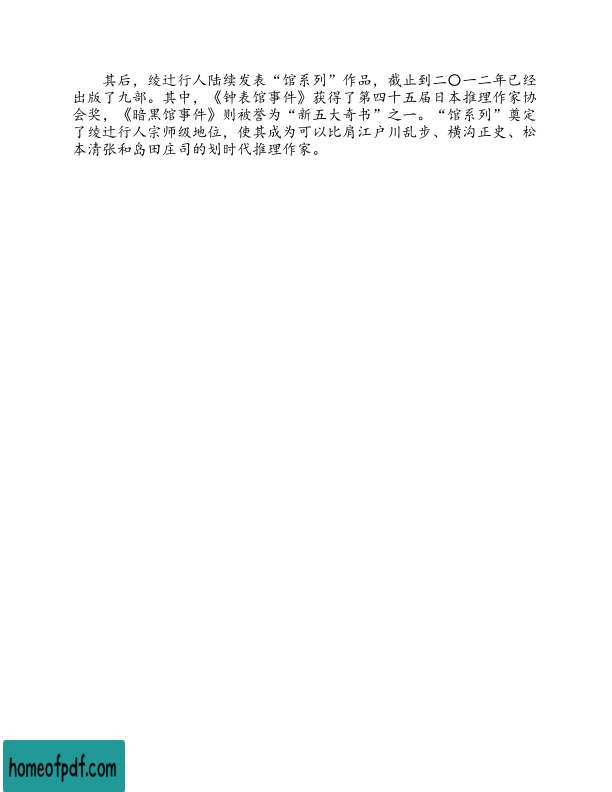 其后，绫辻行人陆续发表“馆系列”作品，截止到二〇一二年已经
出版了九部。其中，《钟表馆事件》获得了第四十五届日本推理作家协
会奖，《暗黑馆事件》则被誉为“新五大奇书”之一。“馆系列”奠定
了绫辻行人宗师级地位，使其成为可以比肩江户川乱步、横沟正史、松
本清张和岛田庄司的划时代推理作家。
homeofpdf.com